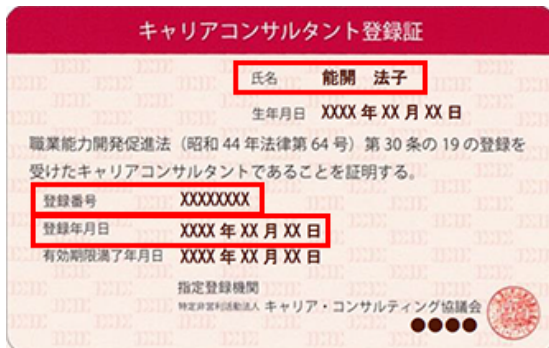 キャリアコンサルタント登録証
氏名 能開 法子
生年月日 XXXX 年 XX 月 XX 日
職業能力開発促進法（昭和 44 年法律第 64 号）第 30 条の 19 の登録を
受けたキャリアコンサルタントであることを証明する。
登録番号 XXXXXXXX
登録年月日 XXXX 年 XX 月 XX 日
有効期限満了年月日 XXXX 年 XX 月 XX 日
指定登録機関
特定非営利活動法人 キャリア・コンサルティング協議会
●●●●